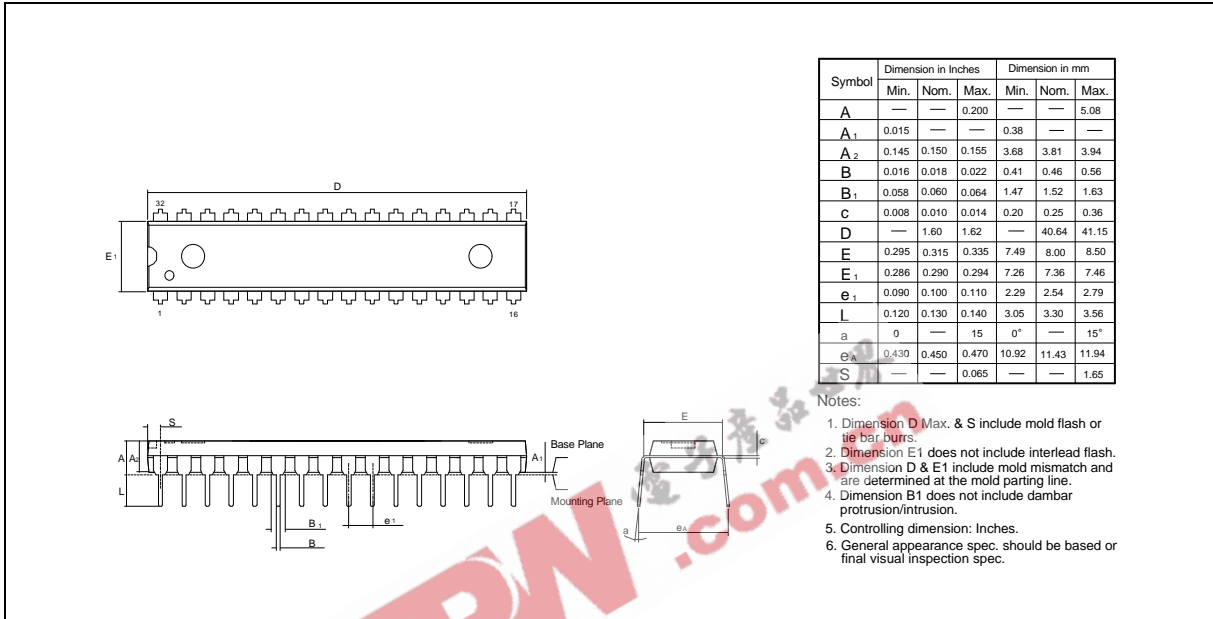 D
32 17
E1
1 16
S
A A2
L
B1
B
e1
A1
Base Plane
Mounting Plane
E
c
a
eA
Symbol Dimension in Inches Dimension in mm
Min. Nom. Max. Min. Nom. Max.
A — — 0.200 — — 5.08
A1 0.015 — — 0.38 — —
A2 0.145 0.150 0.155 3.68 3.81 3.94
B 0.016 0.018 0.022 0.41 0.46 0.56
B1 0.058 0.060 0.064 1.47 1.52 1.63
c 0.008 0.010 0.014 0.20 0.25 0.36
D — 1.60 1.62 — 40.64 41.15
E 0.295 0.315 0.335 7.49 8.00 8.50
E1 0.286 0.290 0.294 7.26 7.36 7.46
e1 0.090 0.100 0.110 2.29 2.54 2.79
L 0.120 0.130 0.140 3.05 3.30 3.56
a 0 — 15 0° — 15°
eA 0.430 0.450 0.470 10.92 11.43 11.94
S — — 0.065 — — 1.65
Notes:
1. Dimension D Max. & S include mold flash or
tie bar burrs.
2. Dimension E1 does not include interlead flash.
3. Dimension D & E1 include mold mismatch and
are determined at the mold parting line.
4. Dimension B1 does not include dambar
protrusion/intrusion.
5. Controlling dimension: Inches.
6. General appearance spec. should be based or
final visual inspection spec.
.com.cn